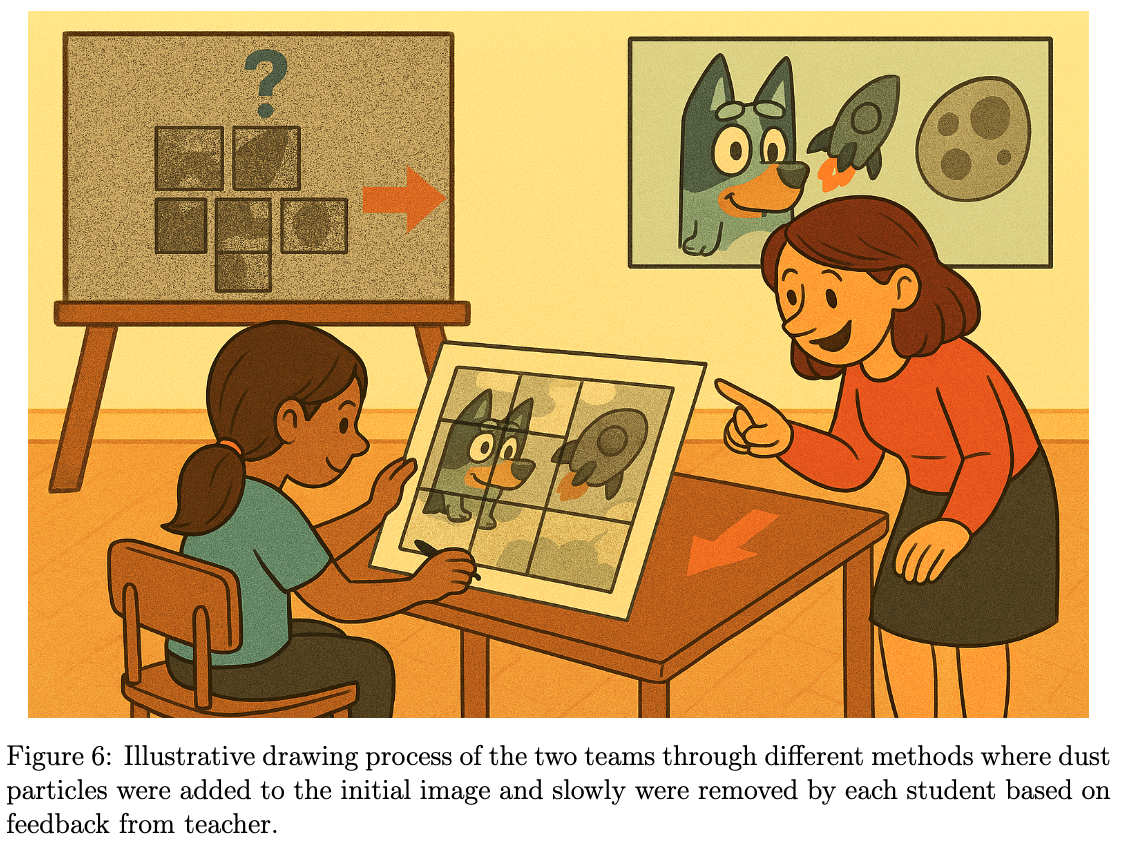 ?
Figure 6: Illustrative drawing process of the two teams through different methods where dust
particles were added to the initial image and slowly were removed by each student based on
feedback from teacher.